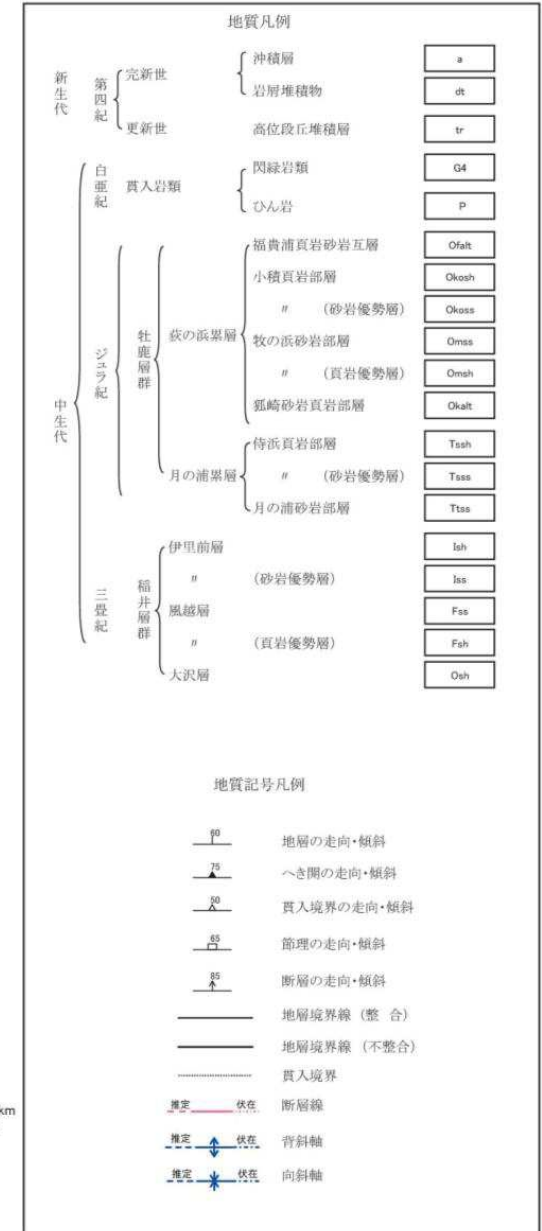 地質凡例
新生代
第四紀
完新世
沖積層 a
岩屑堆積物 dt
更新世 高位段丘堆積層 tr
中生代
白亜紀
貫入岩類
閃緑岩類 G4
ひん岩 P
ジュラ紀
牡鹿層群
荻の浜累層
福貴浦頁岩砂岩互層 Ofalt
小積頁岩部層 Okosh
〃 (砂岩優勢層) Okoss
牧の浜砂岩部層 Omss
〃 (頁岩優勢層) Omsh
狐崎砂岩頁岩部層 Okalt
月の浦累層
侍浜頁岩部層 Tssh
〃 (砂岩優勢層) Tsss
月の浦砂岩部層 Ttss
三畳紀
稲井層群
伊里前層 Ish
〃 (砂岩優勢層) Iss
風越層 Fss
〃 (頁岩優勢層) Fsh
大沢層 Osh
地質記号凡例
60 地層の走向・傾斜
75 へき開の走向・傾斜
50 貫入境界の走向・傾斜
65 節理の走向・傾斜
85 断層の走向・傾斜
地層境界線 (整 合)
地層境界線 (不整合)
貫入境界
km
推定 伏在 断層線
推定 伏在 背斜軸
推定 伏在 向斜軸